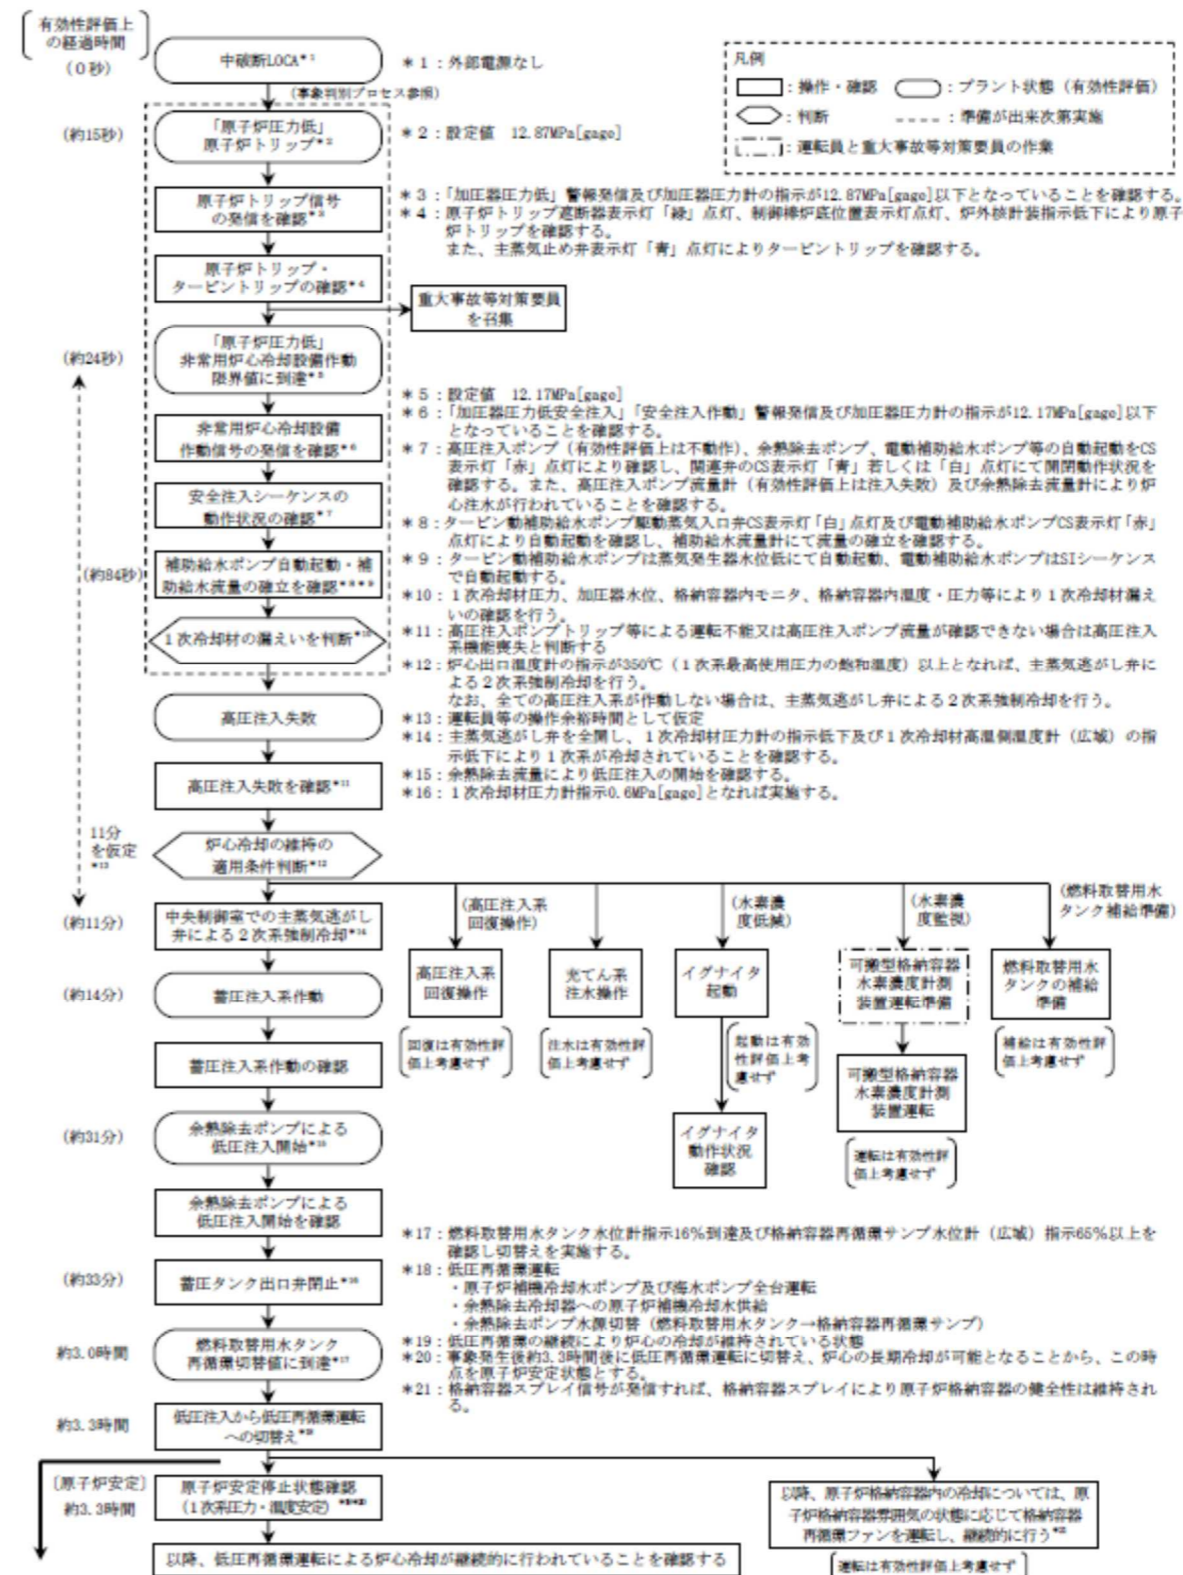 有効性評価上
の経過時間
(0秒)
中破断LOCA*1
*1:外部電源なし
(事象判別プロセス参照)
凡例
:操作・確認
:プラント状態(有効性評価)
:判断
:準備が出来次第実施
:運転員と重大事故等対策要員の作業
(約15秒)
「原子炉圧力低」
原子炉トリップ*2
*2:設定値 12.87MPa[gage]
原子炉トリップ信号
の発信を確認*3
*3:「加圧器圧力低」警報発信及び加圧器圧力計の指示が12.87MPa[gage]以下となっていることを確認する。
*4:原子炉トリップ遮断器表示灯「緑」点灯、制御棒炉底位置表示灯点灯、炉外核計装指示低下により原子
炉トリップを確認する。
また、主蒸気止め弁表示灯「青」点灯によりタービントリップを確認する。
原子炉トリップ・
タービントリップの確認*4
重大事故等対策要員
を召集
(約24秒)
「原子炉圧力低」
非常用炉心冷却設備作動
限界値に到達*5
*5:設定値 12.17MPa[gage]
*6:「加圧器圧力低安全注入」「安全注入作動」警報発信及び加圧器圧力計の指示が12.17MPa[gage]以下
となっていることを確認する。
*7:高圧注入ポンプ(有効性評価上は不動作)、余熱除去ポンプ、電動補助給水ポンプ等の自動起動をCS
表示灯「赤」点灯により確認し、関連弁のCS表示灯「青」若しくは「白」点灯にて開閉動作状況を
確認する。また、高圧注入ポンプ流量計(有効性評価上は注入失敗)及び余熱除去流量計により炉
心注水が行われていることを確認する。
*8:タービン動補助給水ポンプ駆動蒸気入口弁CS表示灯「白」点灯及び電動補助給水ポンプCS表示灯「赤」
点灯により自動起動を確認し、補助給水流量計にて流量の確立を確認する。
*9:タービン動補助給水ポンプは蒸気発生器水位低にて自動起動、電動補助給水ポンプはSIシーケンス
で自動起動する。
*10:1次冷却材圧力、加圧器水位、格納容器内モニタ、格納容器内温度・圧力等により1次冷却材漏え
いの確認を行う。
*11:高圧注入ポンプトリップ等による運転不能又は高圧注入ポンプ流量が確認できない場合は高圧注入
系機能喪失と判断する
*12:炉心出口温度計の指示が350℃(1次系最高使用圧力の飽和温度)以上となれば、主蒸気逃がし弁に
よる2次系強制冷却を行う。
なお、全ての高圧注入系が作動しない場合は、主蒸気逃がし弁による2次系強制冷却を行う。
*13:運転員等の操作余裕時間として仮定
*14:主蒸気逃がし弁を全開し、1次冷却材圧力計の指示低下及び1次冷却材高温側温度計(広域)の指
示低下により1次系が冷却されていることを確認する。
*15:余熱除去流量により低圧注入の開始を確認する。
*16:1次冷却材圧力計指示0.6MPa[gage]となれば実施する。
非常用炉心冷却設備
作動信号の発信を確認*6
安全注入シーケンスの
動作状況の確認*7
(約84秒)
補助給水ポンプ自動起動・補
助給水流量の確立を確認*8*9
1次冷却材の漏えいを判断*10
高圧注入失敗
高圧注入失敗を確認*11
11分
を仮定
*13
炉心冷却の維持の
適用条件判断*12
(約11分)
中央制御室での主蒸気逃がし
弁による2次系強制冷却*14
(高圧注入系
回復操作)
(水素濃
度低減)
(水素濃
度監視)
(燃料取替用水
タンク補給準備)
高圧注入系
回復操作
充てん系
注水操作
イグナイタ
起動
可搬型格納容器
水素濃度計測
装置運転準備
燃料取替用水
タンクの補給
準備
(約14分)
蓄圧注入系作動
回復は有効性評
価上考慮せず
注水は有効性評
価上考慮せず
起動は有効
性評価上考
慮せず
補給は有効性評
価上考慮せず
蓄圧注入系作動の確認
可搬型格納容器
水素濃度計測
装置運転
(約31分)
余熱除去ポンプによる
低圧注入開始*15
イグナイタ
動作状況
確認
運転は有効性評
価上考慮せず
余熱除去ポンプによる
低圧注入開始を確認
(約33分)
蓄圧タンク出口弁閉止*16
*17:燃料取替用水タンク水位計指示16%到達及び格納容器再循環サンプ水位計(広域)指示65%以上を
確認し切替えを実施する。
*18:低圧再循環運転
・原子炉補機冷却水ポンプ及び海水ポンプ全台運転
・余熱除去冷却器への原子炉補機冷却水供給
・余熱除去ポンプ水源切替(燃料取替用水タンク→格納容器再循環サンプ)
*19:低圧再循環の継続により炉心の冷却が維持されている状態
*20:事象発生後約3.3時間後に低圧再循環運転に切替え、炉心の長期冷却が可能となることから、この時
点を原子炉安定状態とする。
*21:格納容器スプレイ信号が発信すれば、格納容器スプレイにより原子炉格納容器の健全性は維持され
る。
約3.0時間
燃料取替用水タンク
再循環切替値に到達*17
約3.3時間
低圧注入から低圧再循環運転
への切替え*18
[原子炉安定]
約3.3時間
原子炉安定停止状態確認
(1次系圧力・温度安定)*19*20
以降、原子炉格納容器内の冷却については、原
子炉格納容器雰囲気の状態に応じて格納容器
再循環ファンを運転し、継続的に行う*21
以降、低圧再循環運転による炉心冷却が継続的に行われていることを確認する
運転は有効性評価上考慮せず